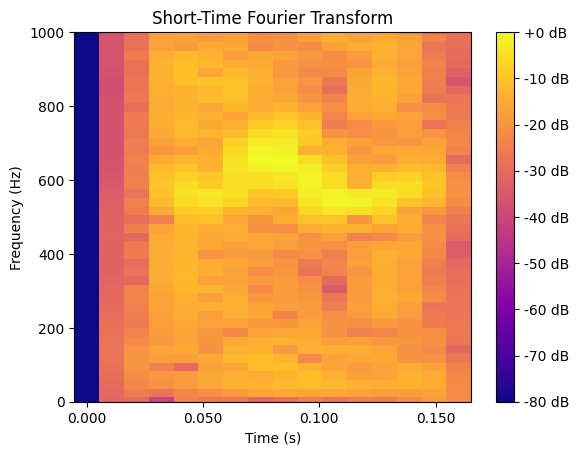 Short-Time Fourier Transform
1000
800
600
400
200
0
Frequency (Hz)
0.000
0.050
0.100
0.150
Time (s)
+0 dB
-10 dB
-20 dB
-30 dB
-40 dB
-50 dB
-60 dB
-70 dB
-80 dB